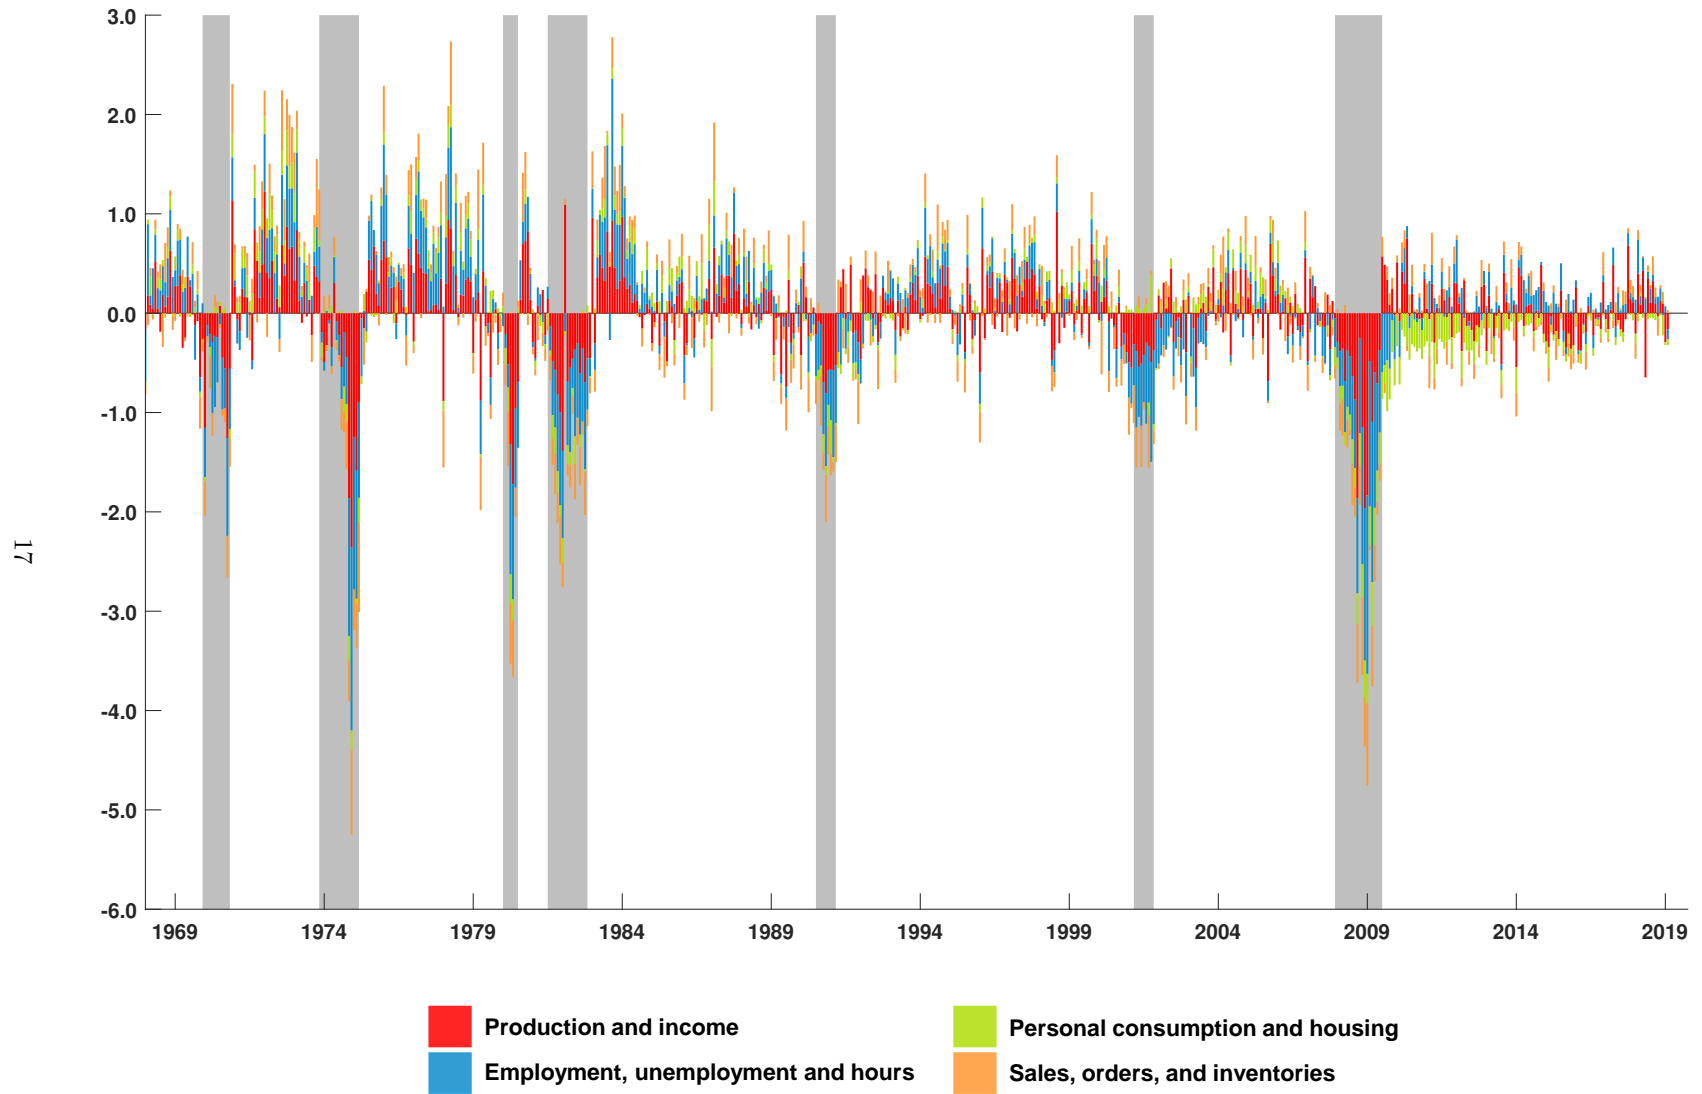 3.0
2.0
1.0
0.0
-1.0
-2.0
-3.0
-4.0
-5.0
-6.0
1969 1974 1979 1984 1989 1994 1999 2004 2009 2014 2019
17
Production and income
Employment, unemployment and hours
Personal consumption and housing
Sales, orders, and inventories